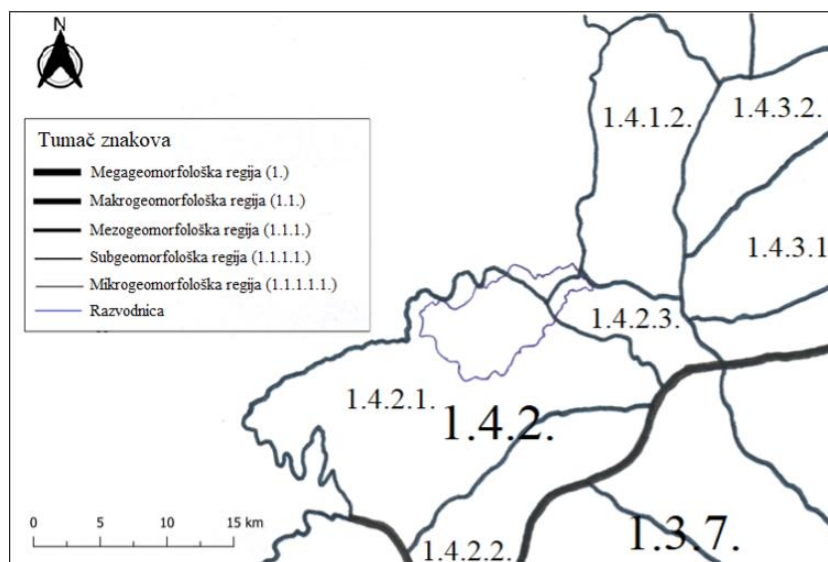 N
Tumač znakova
Megageomorfološka regija (1.)
Makrogeomorfološka regija (1.1.)
Mezogeomorfološka regija (1.1.1.)
Subgeomorfološka regija (1.1.1.1.)
Mikrogeomorfološka regija (1.1.1.1.1.)
Razvodnica
1.4.1.2.
1.4.3.2.
1.4.3.1
1.4.2.3.
1.4.2.1.
1.4.2.
1.4.2.2.
1.3.7.
0 5 10 15 km